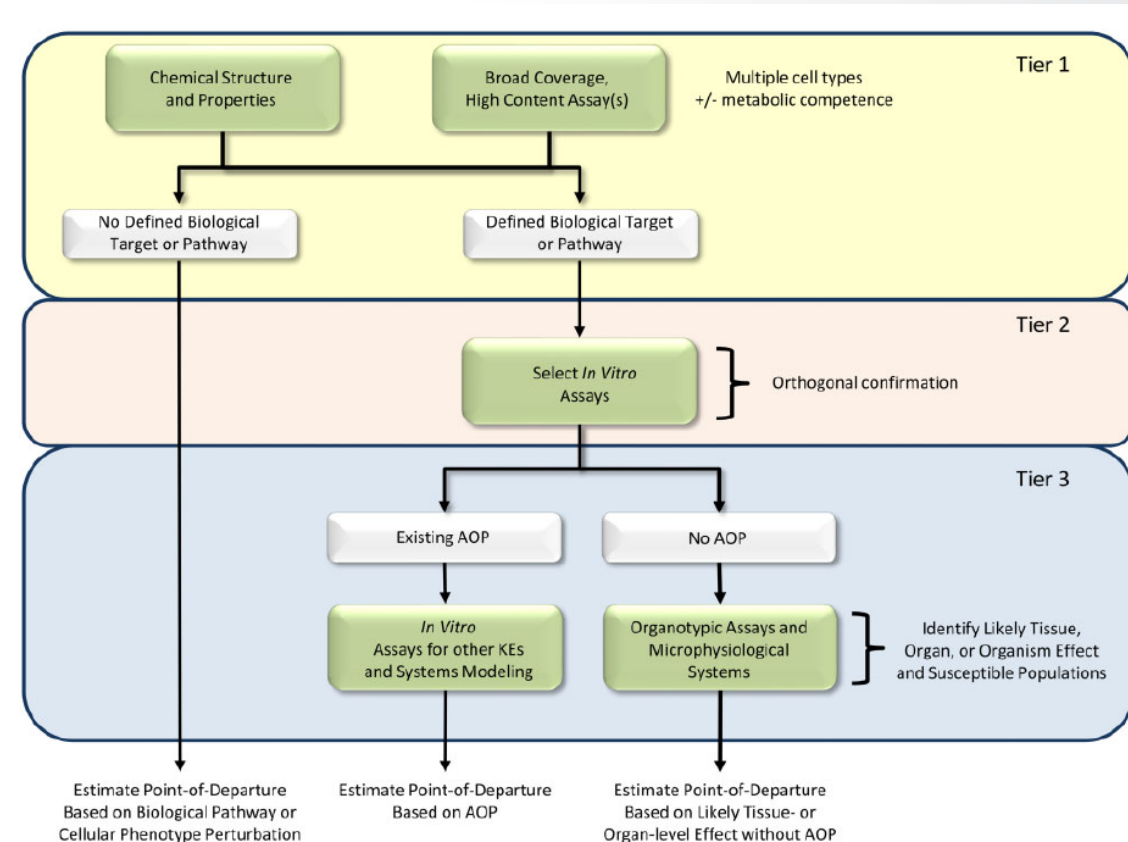 Tier 1
Chemical Structure
and Properties
Broad Coverage,
High Content Assay(s)
Multiple cell types
+/- metabolic competence
No Defined Biological
Target or Pathway
Defined Biological Target
or Pathway
Tier 2
Select In Vitro
Assays
Orthogonal confirmation
Tier 3
Existing AOP
No AOP
In Vitro
Assays for other KEs
and Systems Modeling
Organotypic Assays and
Microphysiological
Systems
Identify Likely Tissue,
Organ, or Organism Effect
and Susceptible Populations
Estimate Point-of-Departure
Based on Biological Pathway or
Cellular Phenotype Perturbation
Estimate Point-of-Departure
Based on AOP
Estimate Point-of-Departure
Based on Likely Tissue- or
Organ-level Effect without AOP